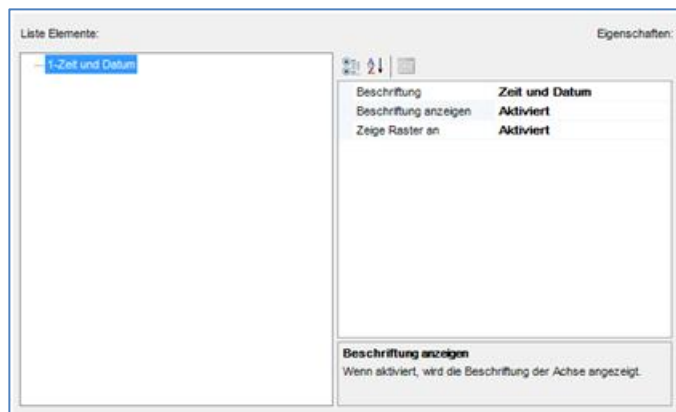 Liste Elemente:
Eigenschaften:
1-Zeit und Datum
Beschriftung Zeit und Datum
Beschriftung anzeigen Aktiviert
Zeige Raster an Aktiviert
Beschriftung anzeigen
Wenn aktiviert, wird die Beschriftung der Achse angezeigt.